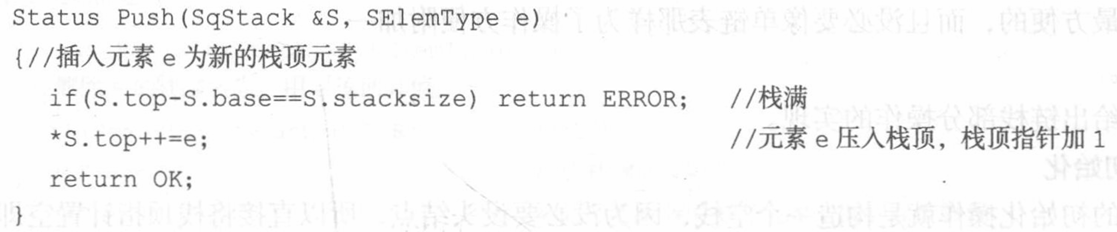 Status Push(SqStack &S, SElemType e)
{//插入元素 e 为新的栈顶元素
if(S.top-S.base==S.stacksize) return ERROR; //栈满
*S.top++=e; //元素 e 压入栈顶，栈顶指针加 1
return OK;
}